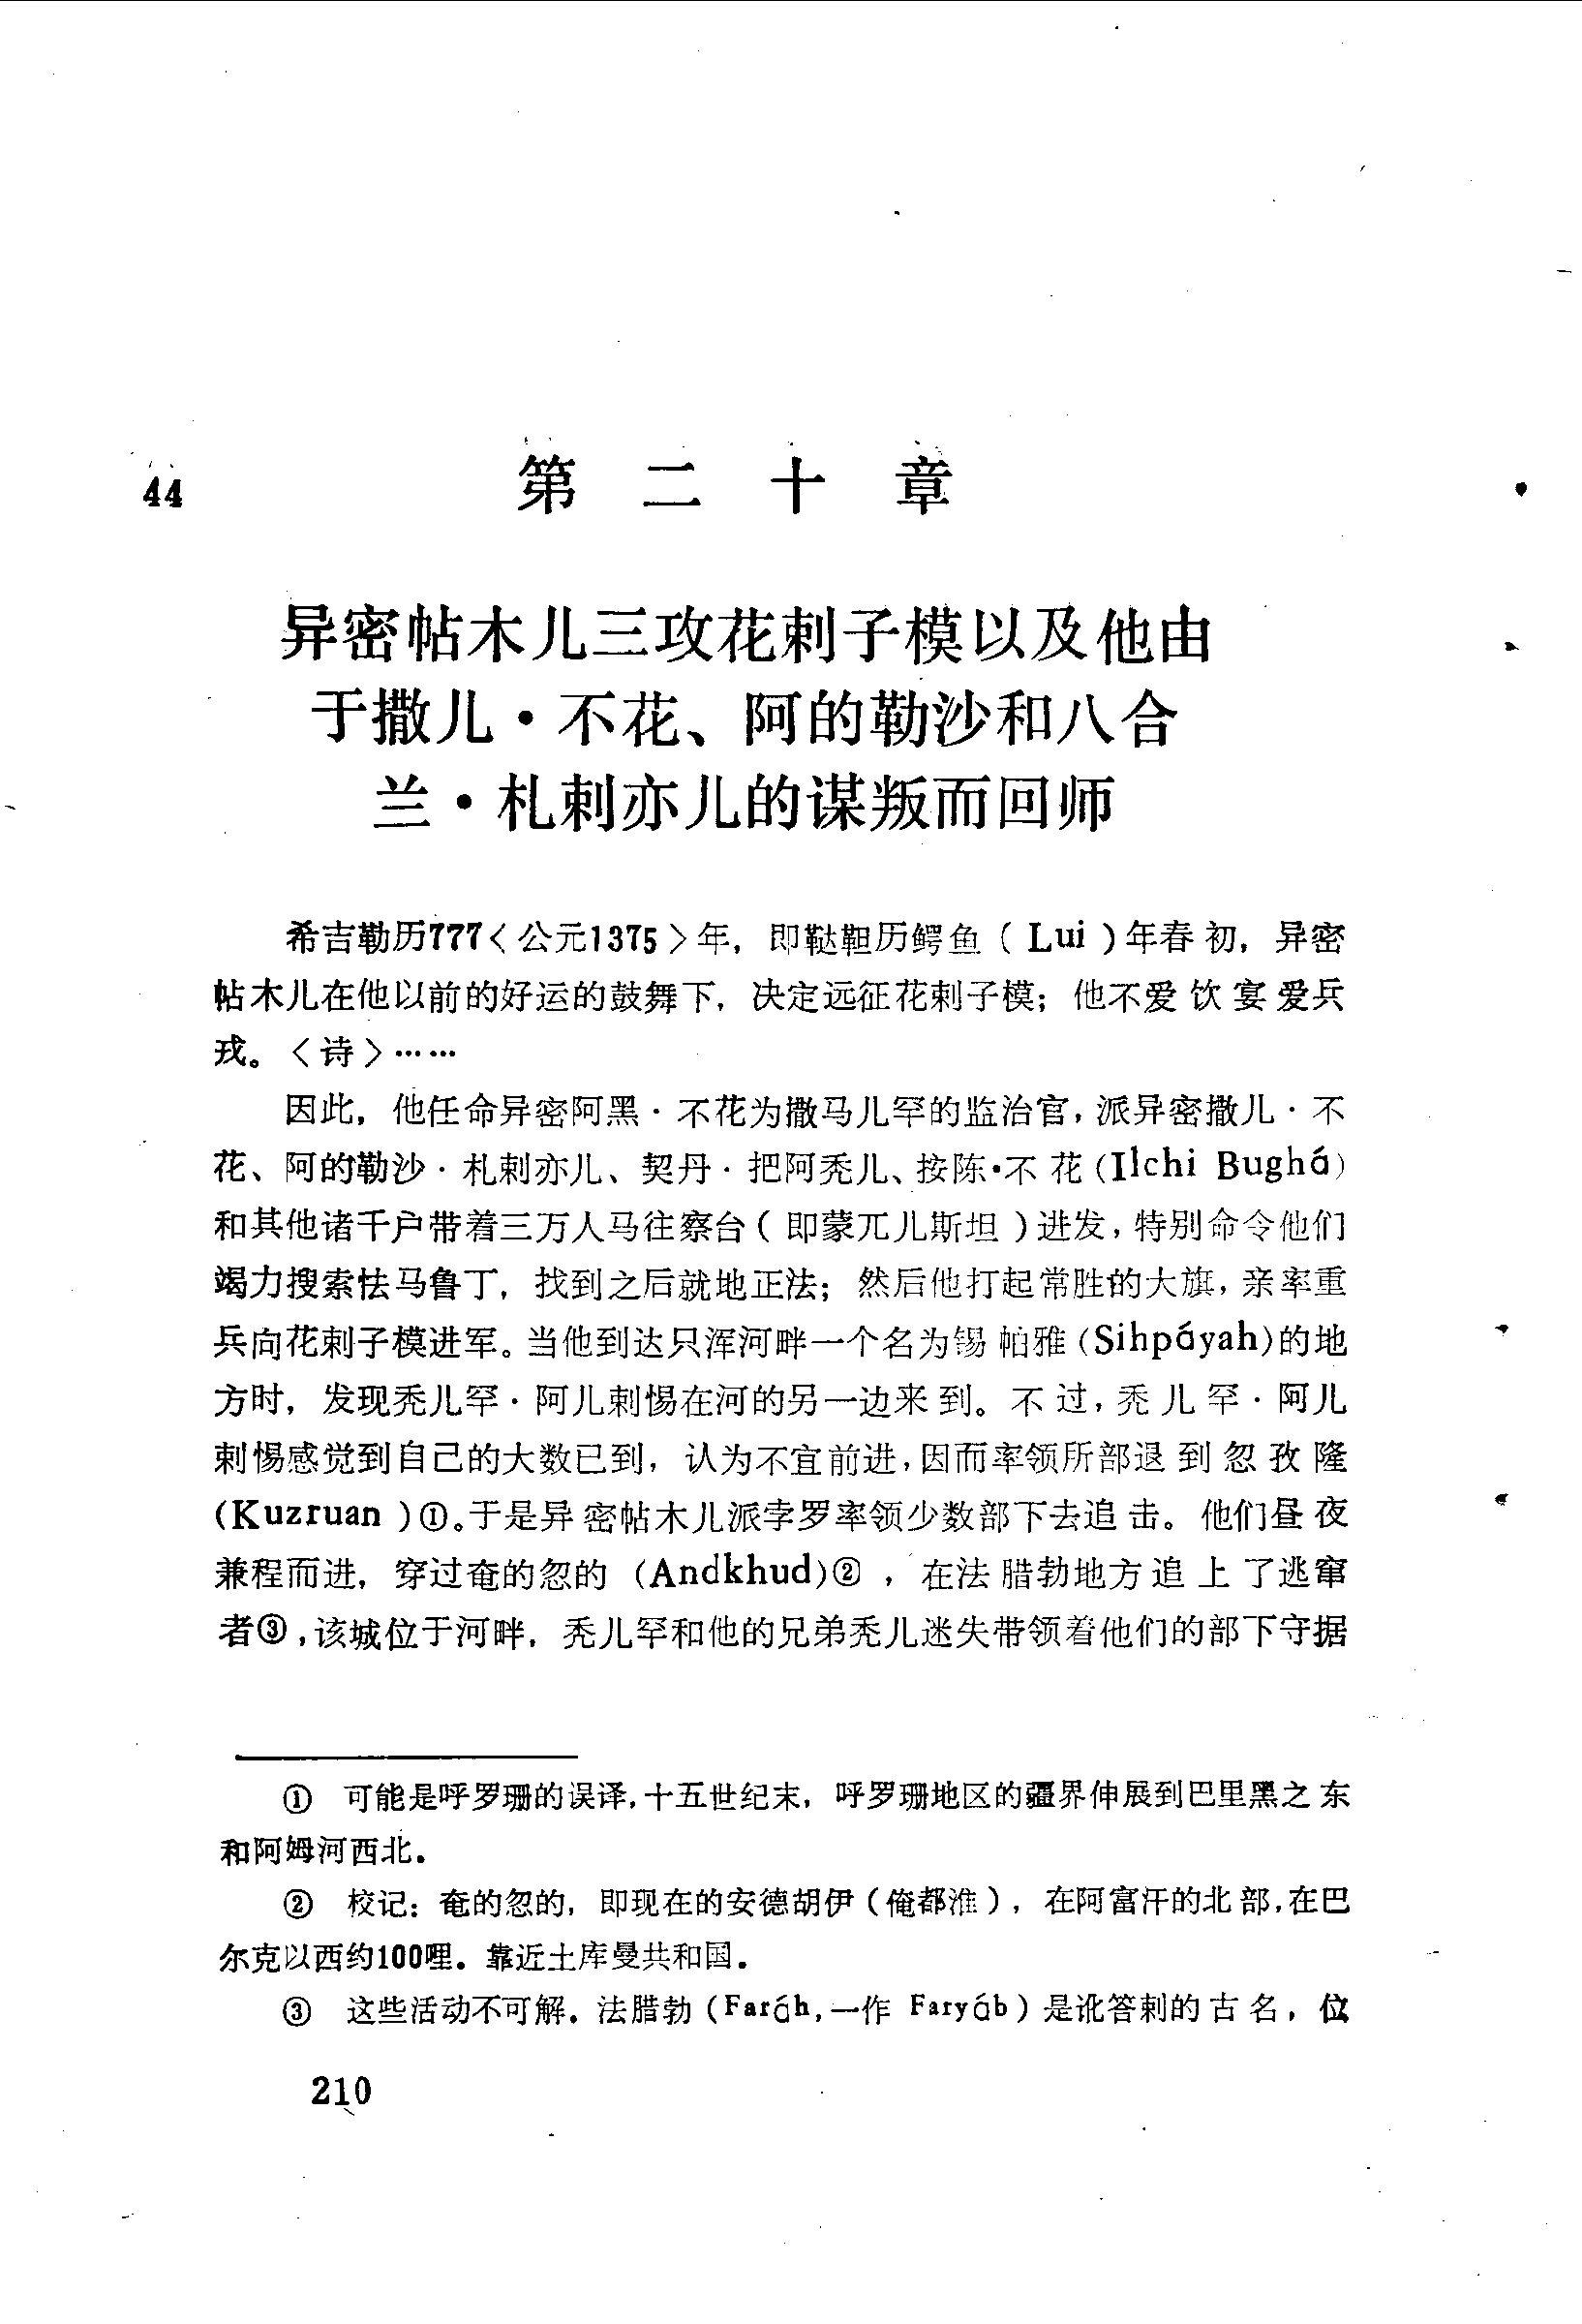 44
第二十章
异密帖木儿三攻花剌子模以及他由
于撒儿·不花、阿的勒沙和八合
兰·札剌亦儿的谋叛而回师
希吉勒历777〈公元1375〉年，即鞑靼历鳄鱼（Lui）年春初，异密
帖木儿在他以前的好运的鼓舞下，决定远征花剌子模；他不爱饮宴爱兵
戎。〈诗〉……
因此，他任命异密阿黑·不花为撒马儿罕的监治官，派异密撒儿·不
花、阿的勒沙·札剌亦儿、契丹·把阿秃儿、按陈·不花(Ilchi Bughá)
和其他诸千户带着三万人马往察台（即蒙兀儿斯坦）进发，特别命令他们
竭力搜索怯马鲁丁，找到之后就地正法；然后他打起常胜的大旗，亲率重
兵向花剌子模进军。当他到达只浑河畔一个名为锡帕雅(Sihpáyah)的地
方时，发现秃儿罕·阿儿剌惕在河的另一边来到。不过，秃儿罕·阿儿
剌惕感觉到自己的大数已到，认为不宜前进，因而率领所部退到忽孜隆
(Kuzruan)①。于是异密帖木儿派孛罗率领少数部下去追击。他们昼夜
兼程而进，穿过奄的忽的 (Andkhud)②，在法腊勃地方追上了逃窜
者③，该城位于河畔，秃儿罕和他的兄弟秃儿迷失带领着他们的部下守据
① 可能是呼罗珊的误译，十五世纪末，呼罗珊地区的疆界伸展到巴里黑之东
和阿姆河西北。
② 校记：奄的忽的，即现在的安德胡伊（俺都淮），在阿富汗的北部，在巴
尔克以西约100哩。靠近土库曼共和国。
③ 这些活动不可解。法腊勃（Faráh，一作 Faryáb）是讹答剌的古名，位
210